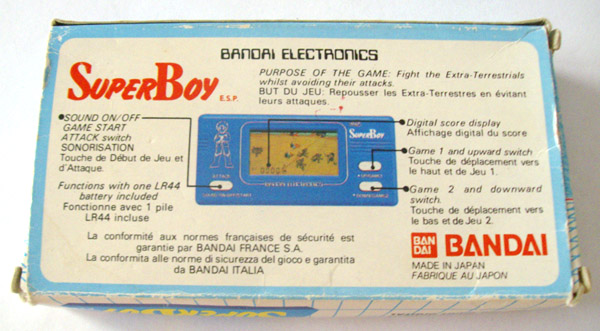 BANDAI ELECTRONICS
SUPERBOY
E.S.P.
PURPOSE OF THE GAME: Fight the Extra-Terrestrials
whilst avoiding their attacks.
BUT DU JEU: Repousser les Extra-Terrestres en évitant
leurs attaques.
SOUND ON/OFF
GAME START
ATTACK switch
SONORISATION
Touche de Début de Jeu et
d'Attaque.
Functions with one LR44
battery included
Fonctionne avec 1 pile
LR44 incluse
SUPERBOY
ATTACK
Digital score display
Affichage digital du score
Game 1 and upward switch
Touche de déplacement vers
le haut et de Jeu 1.
Game 2 and downward
switch.
Touche de déplacement vers
le bas et de Jeu 2.
La conformité aux normes françaises de sécurité est
garantie par BANDAI FRANCE S.A.
La conformita alle norme di sicurezza del gioco e garantita
da BANDAI ITALIA
BAN
DAI
BANDAI
MADE IN JAPAN
FABRIQUE AU JAPON
SUPERBOY